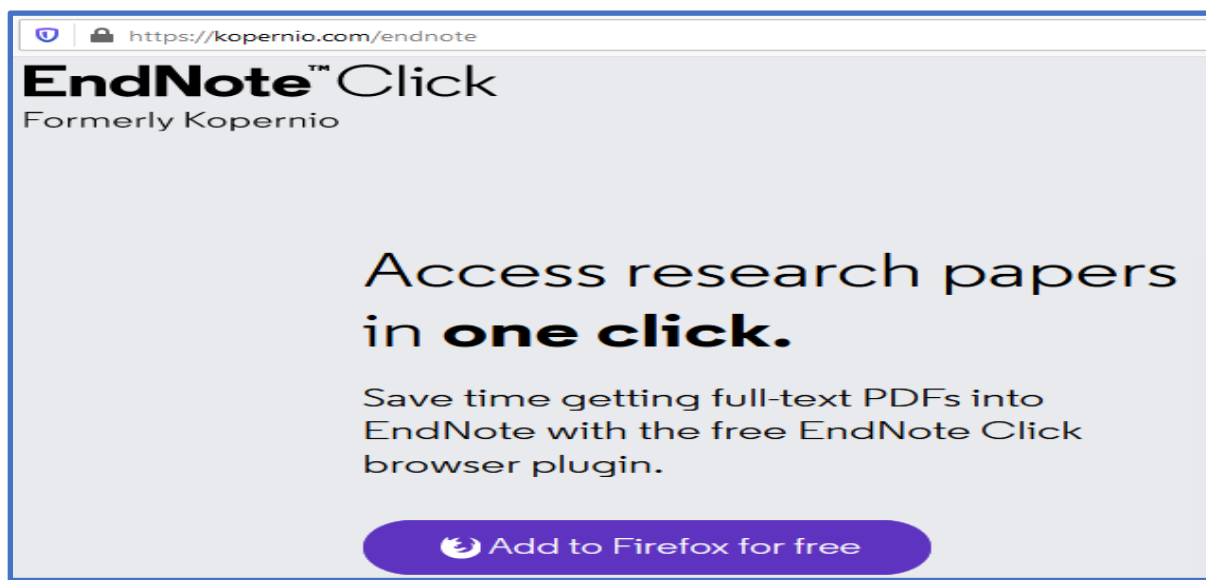 https://kopernio.com/endnote
EndNote™ Click
Formerly Kopernio
Access research papers
in one click.
Save time getting full-text PDFs into
EndNote with the free EndNote Click
browser plugin.
Add to Firefox for free